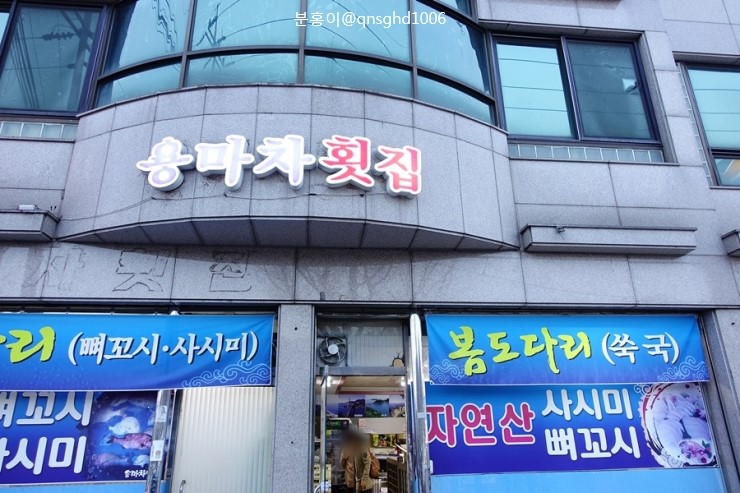 분홍이@qnsghd1006
용마차횟집
리 (뼈꼬시·사시미)
봄도다리 (쑥국)
뼈꼬시
사시미
자연산 사시미
뼈꼬시